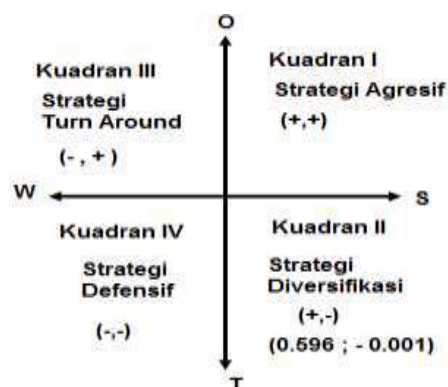 O
Kuadran III
Strategi
Turn Around
(- , + )
Kuadran I
Strategi Agresif
(+,+)
W
S
Kuadran IV
Strategi
Defensif
(-,-)
Kuadran II
Strategi
Diversifikasi
(+,-)
(0.596 ; - 0.001)
T